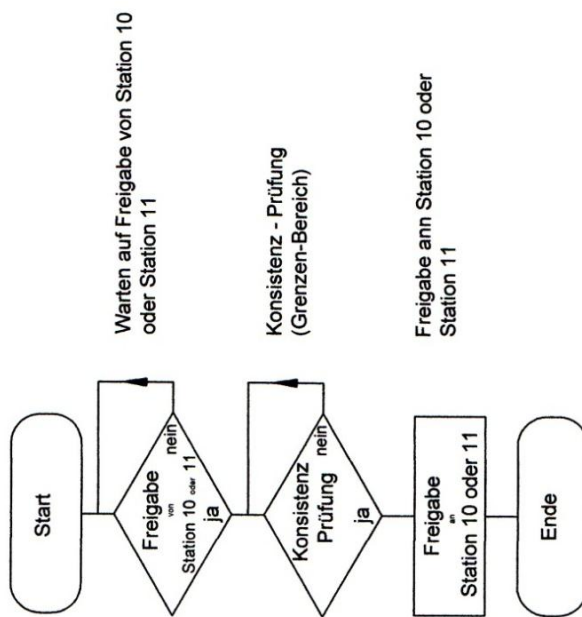 Start
Freigabe
von
Station 10 oder 11
nein
ja
Warten auf Freigabe von Station 10
oder Station 11
Konsistenz
Prüfung
nein
ja
Konsistenz - Prüfung
(Grenzen-Bereich)
Freigabe
an
Station 10 oder 11
Freigabe ann Station 10 oder
Station 11
Ende